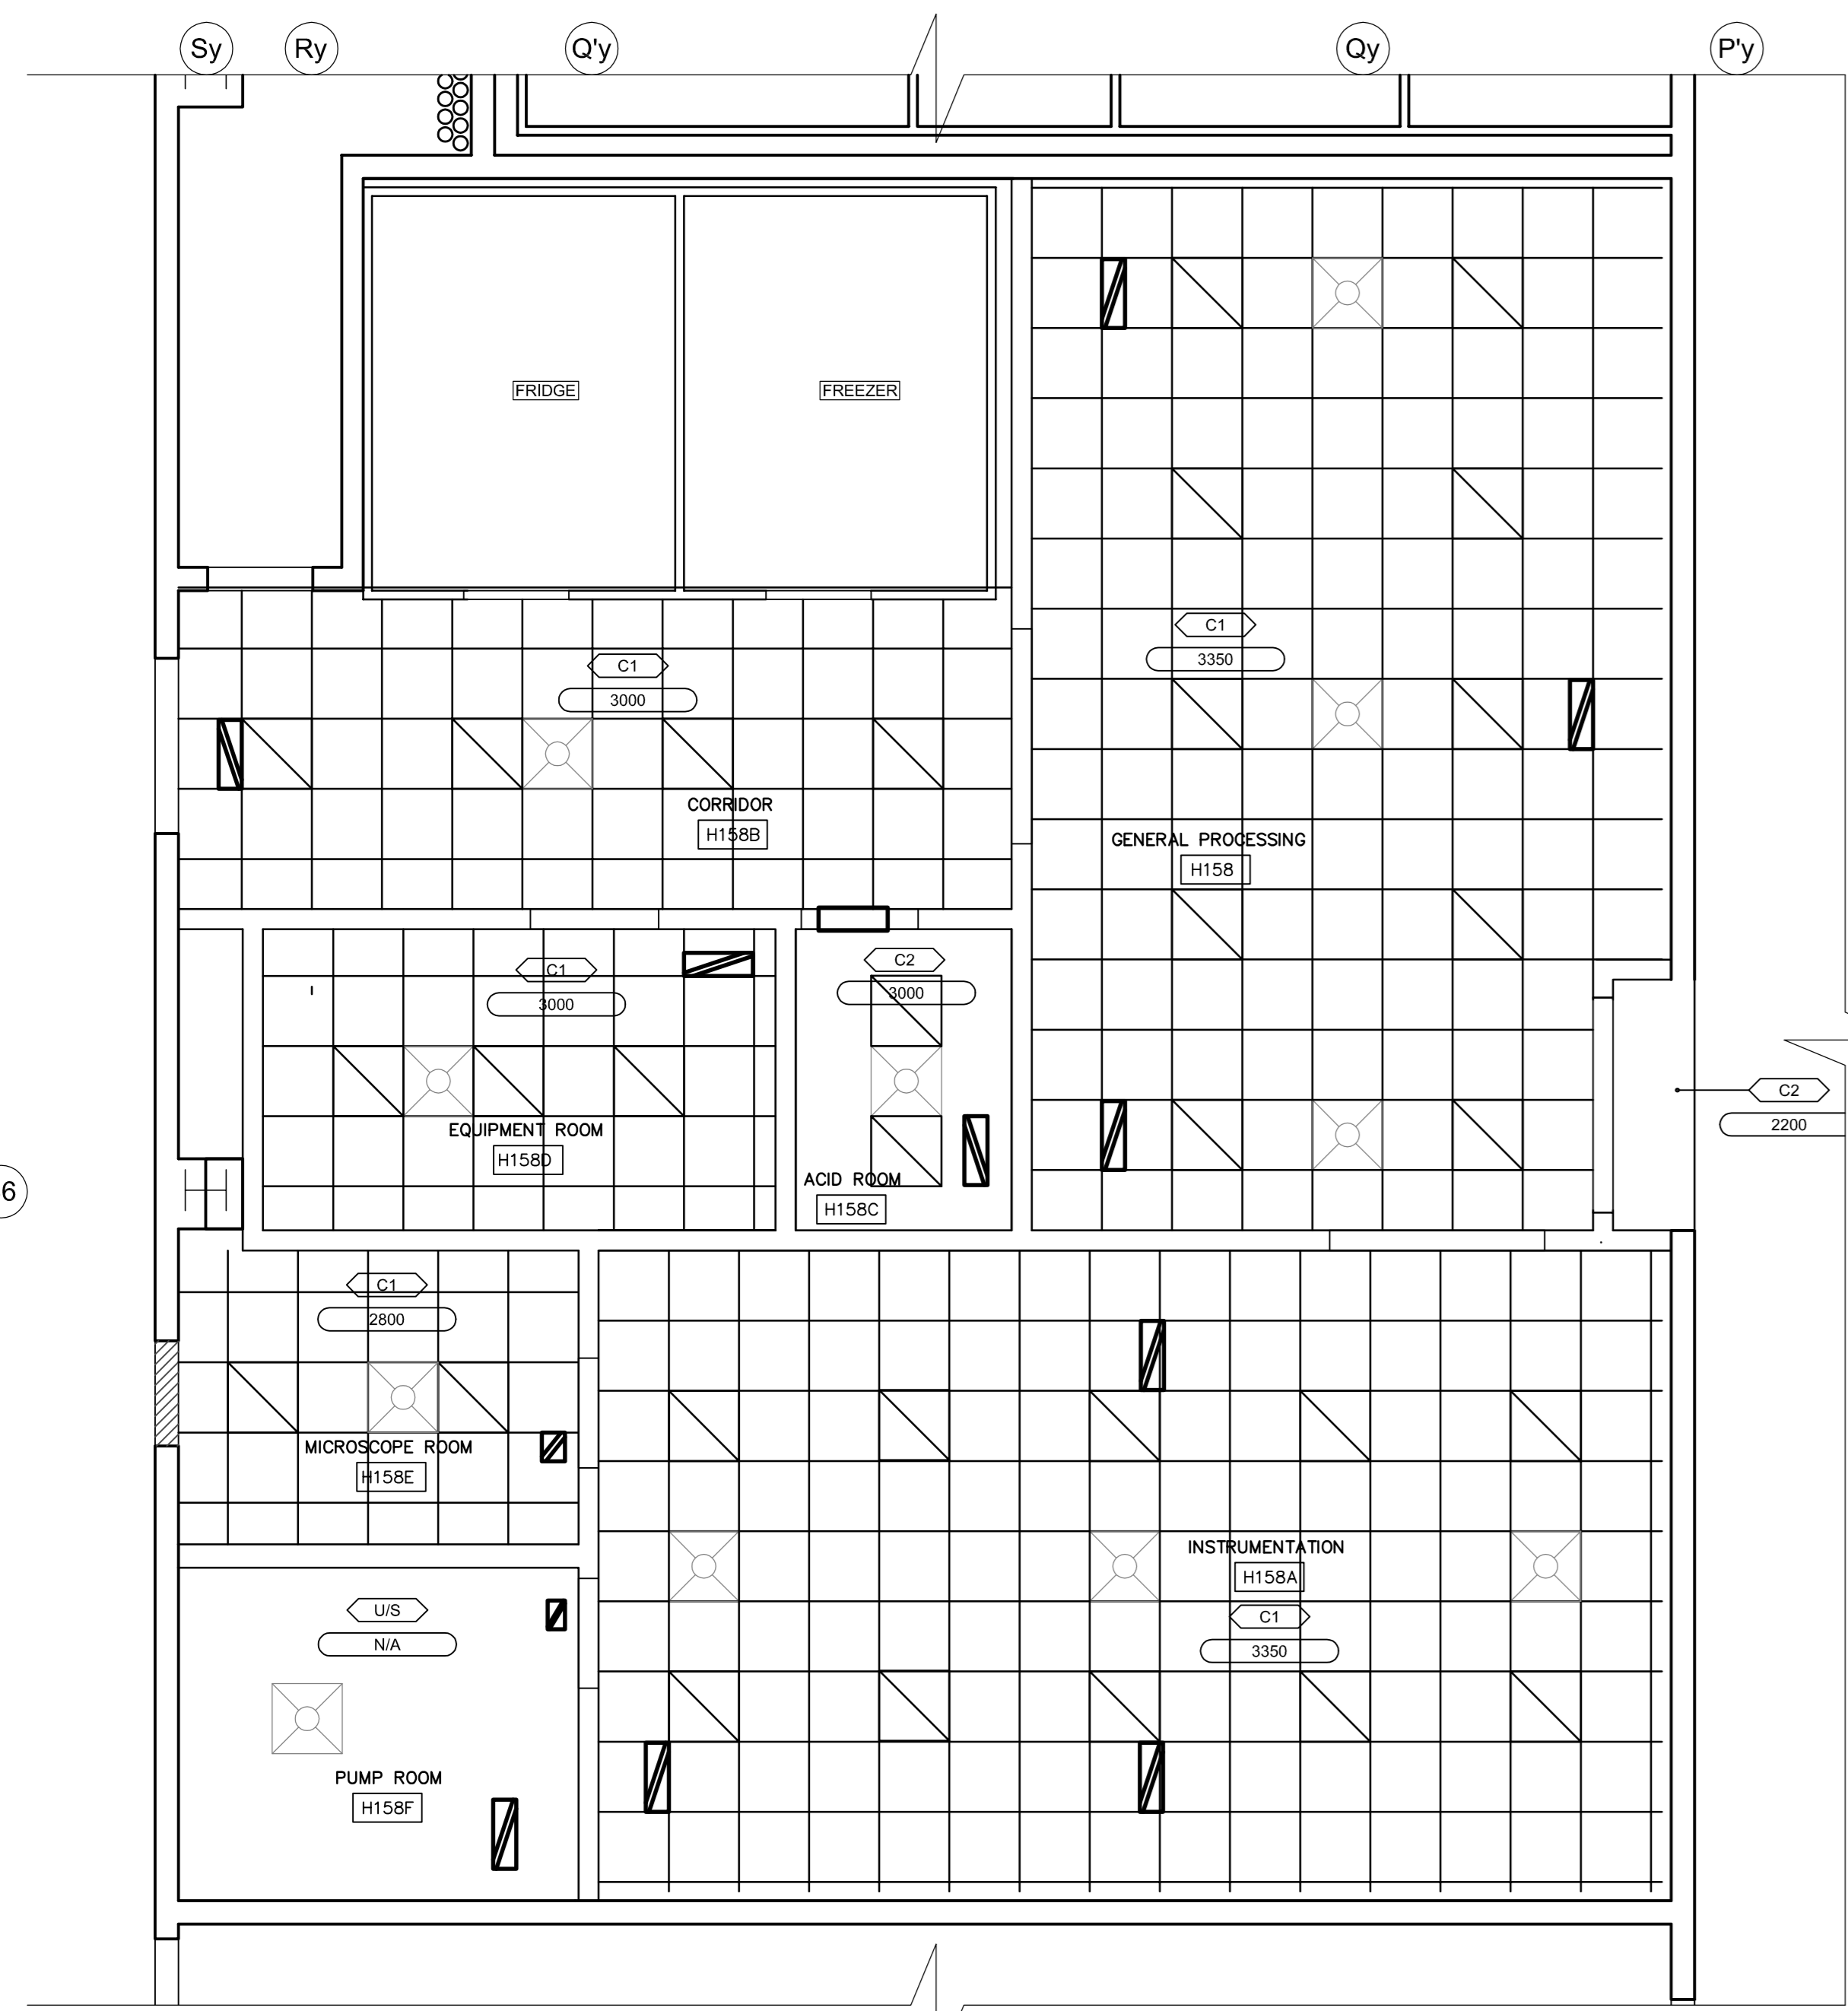 Sy Ry Q'y Qy P'y
FRIDGE
FREEZER
C1
3350
C1
3000
CORRIDOR
H158B
GENERAL PROCESSING
H158
C1
3000
C2
3000
C2
2200
EQUIPMENT ROOM
H158D
ACID ROOM
H158C
6
C1
2800
MICROSCOPE ROOM
H158E
INSTRUMENTATION
H158A
C1
3350
U/S
N/A
PUMP ROOM
H158F